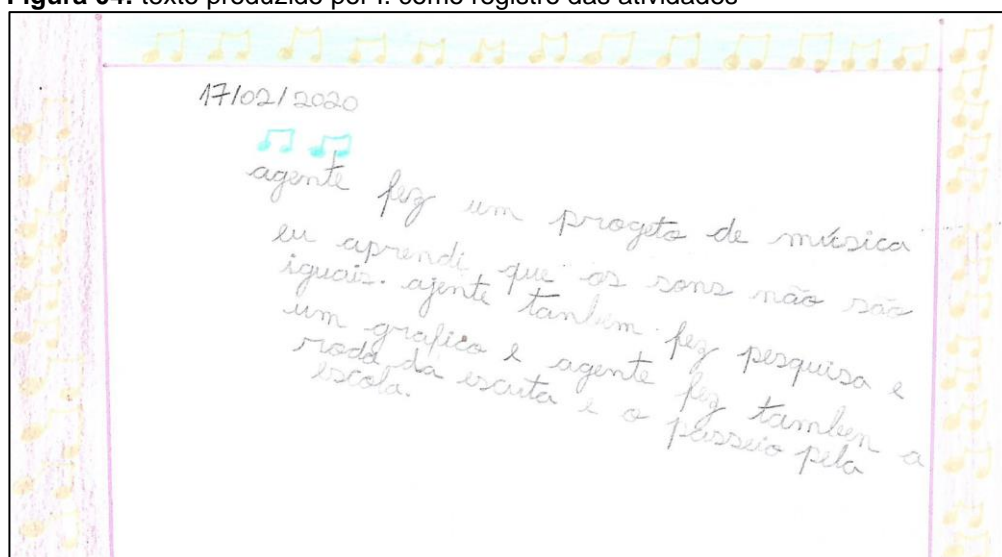 Figura 04: texto produzido por I. como registro das atividades
17/02/2020
agente fez um progeto de música
eu aprendi que os sons não são
iguais. ajente tanbem fez pesquisa e
um grafico e agente fez tamben a
roda da escuta e o passeio pela
escola.